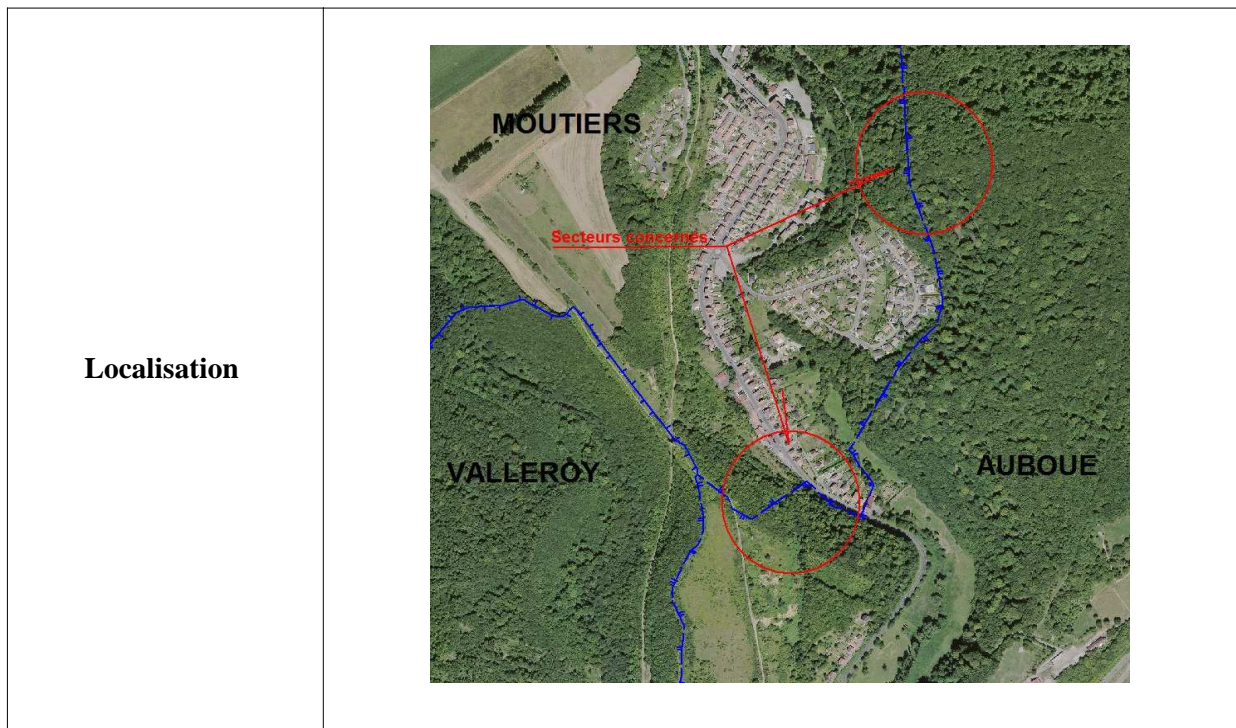 Localisation
MOUTIERS
Secteurs concernés
VALLEROY
AUBOUE